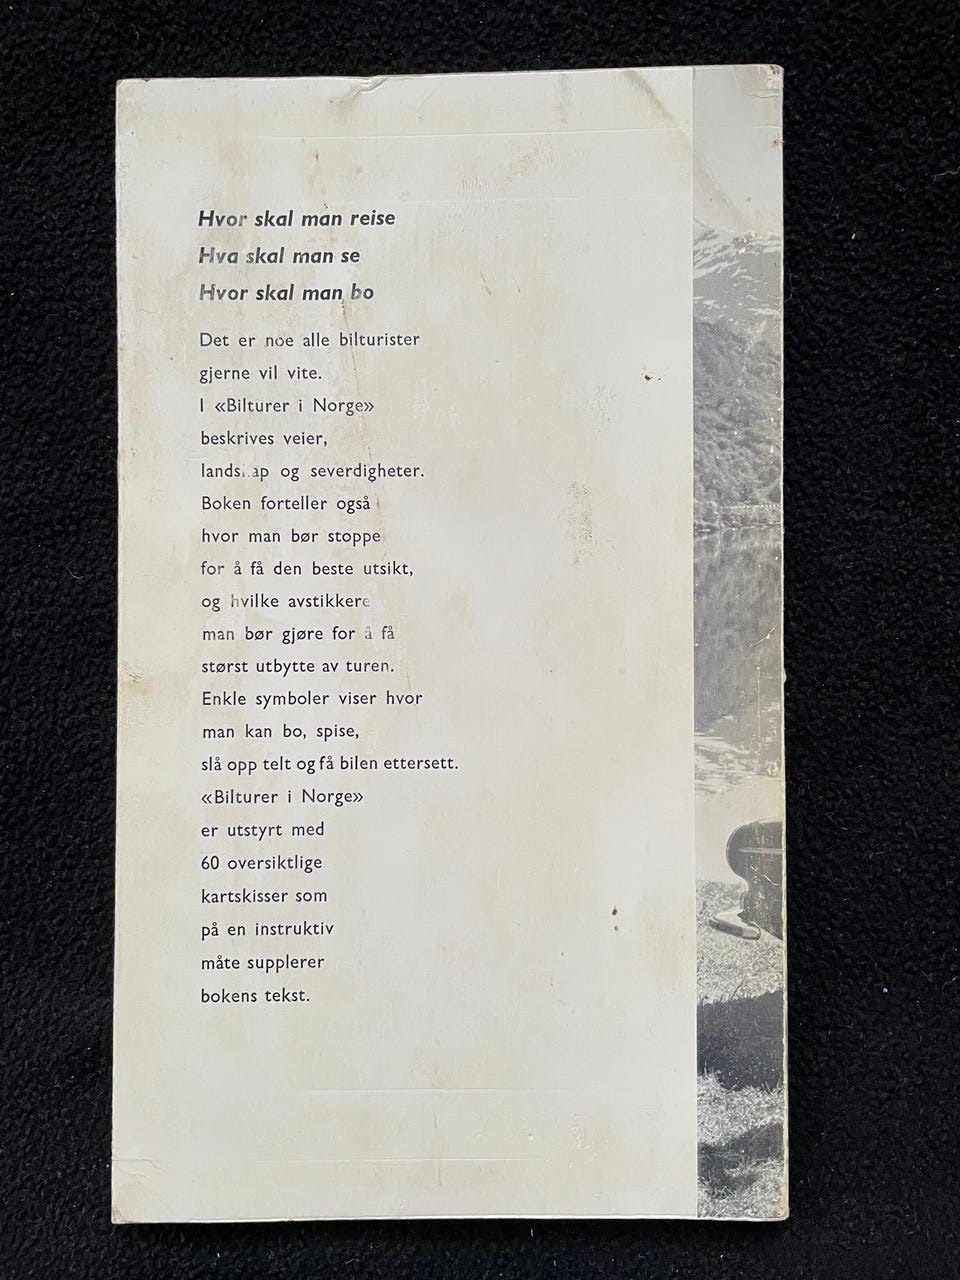 Hvor skal man reise
Hva skal man se
Hvor skal man bo
Det er noe alle bilturister
gjerne vil vite.
I «Bilturer i Norge»
beskrives veier,
landskap og severdigheter.
Boken forteller også
hvor man bør stoppe
for å få den beste utsikt,
og hvilke avstikkere
man bør gjøre for å få
størst utbytte av turen.
Enkle symboler viser hvor
man kan bo, spise,
slå opp telt og få bilen ettersett.
«Bilturer i Norge»
er utstyrt med
60 oversiktlige
kartskisser som
på en instruktiv
måte supplerer
bokens tekst.